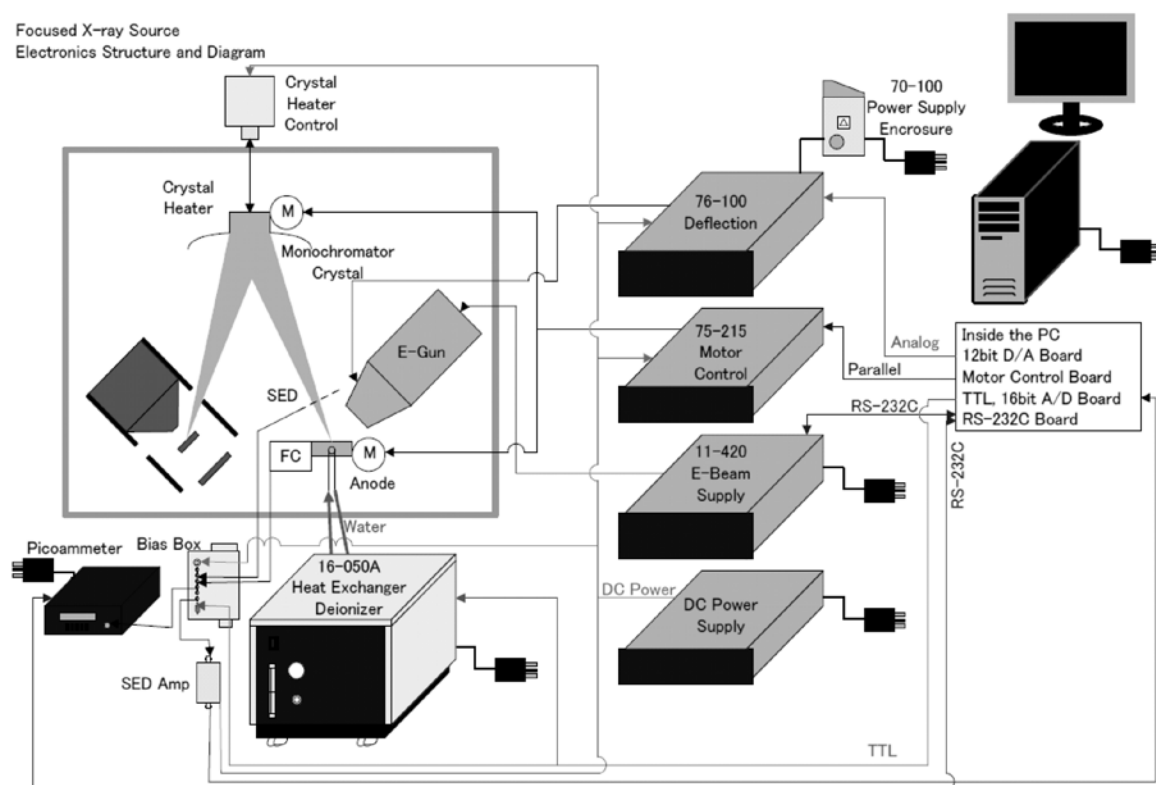 Focused X-ray Source
Electronics Structure and Diagram
Crystal
Heater
Control
70-100
Power Supply
Encrosure
Crystal
Heater
M
76-100
Deflection
Monochromator
Crystal
E-Gun
75-215
Motor
Control
Analog
Parallel
Inside the PC
12bit D/A Board
Motor Control Board
TTL, 16bit A/D Board
RS-232C Board
SED
RS-232C
FC
M
Anode
11-420
E-Beam
Supply
RS-232C
Water
Picoammeter
Bias Box
16-050A
Heat Exchanger
Deionizer
DC Power
DC Power
Supply
SED Amp
TTL